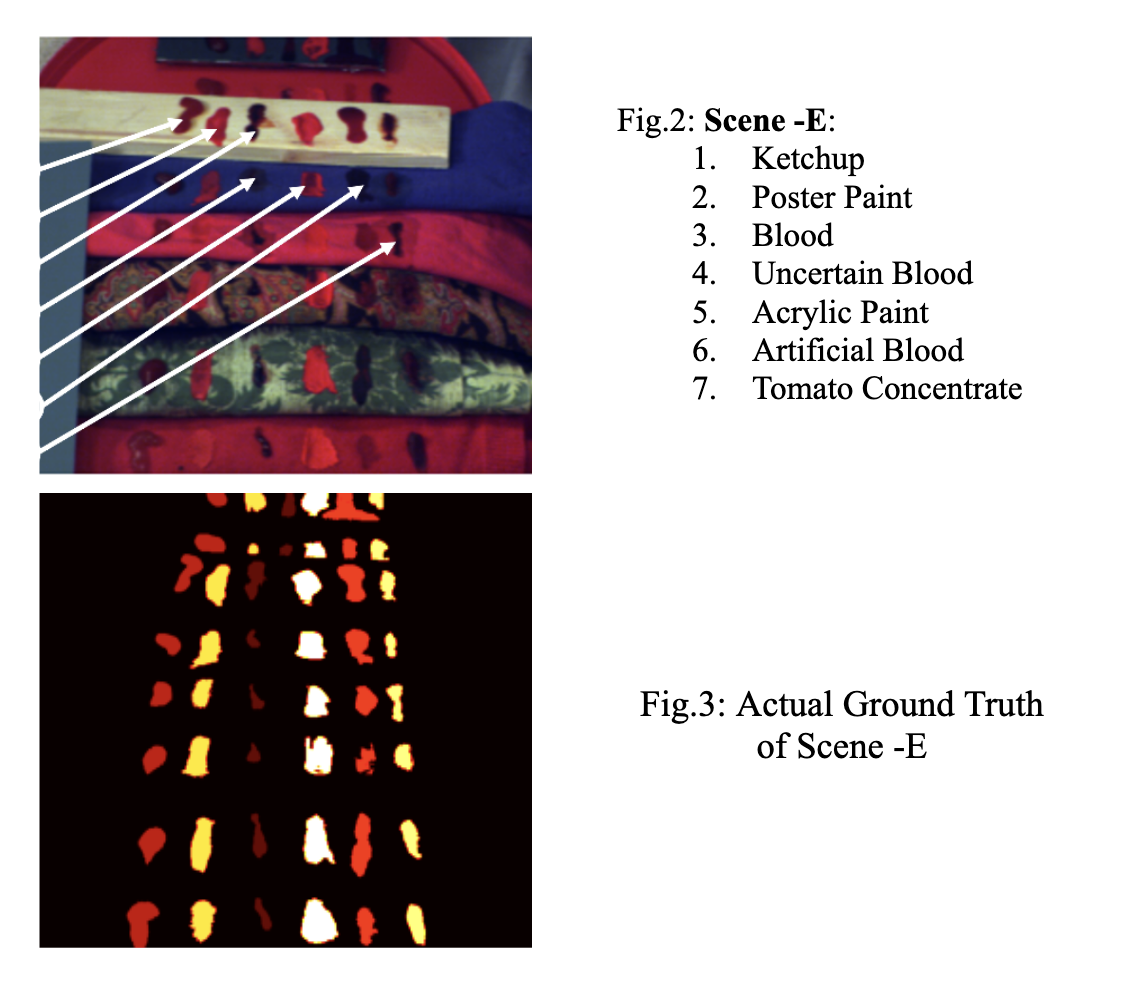 Fig.2: Scene -E:
1. Ketchup
2. Poster Paint
3. Blood
4. Uncertain Blood
5. Acrylic Paint
6. Artificial Blood
7. Tomato Concentrate
Fig.3: Actual Ground Truth
of Scene -E